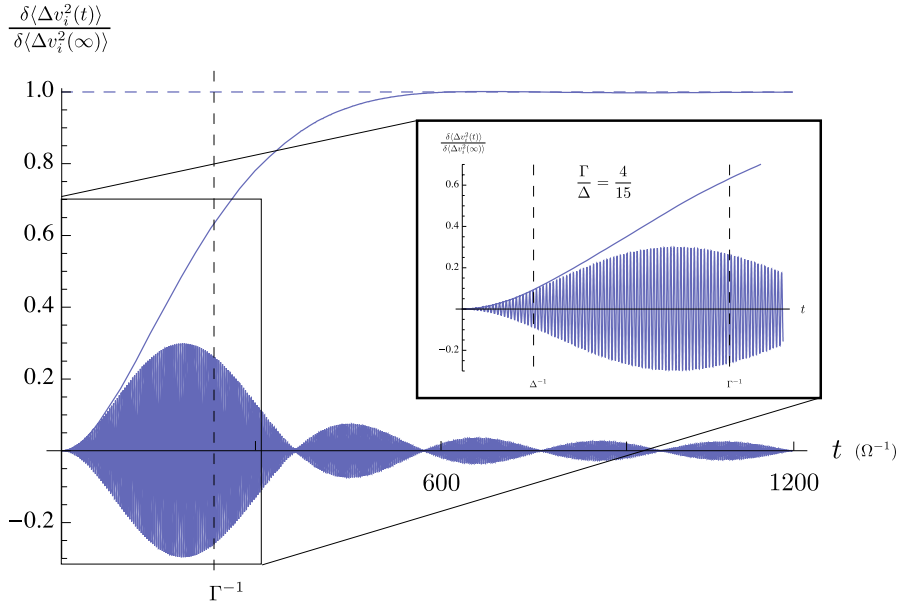 δ⟨Δv_i^2(t)⟩
δ⟨Δv_i^2(∞)⟩
1.0
0.8
0.6
0.4
0.2
−0.2
600
1200
t (Ω^{−1})
Γ^{−1}
δ⟨Δv_i^2(t)⟩
δ⟨Δv_i^2(∞)⟩
Γ/Δ = 4/15
0.6
0.4
0.2
−0.2
t
Δ^{−1}
Γ^{−1}